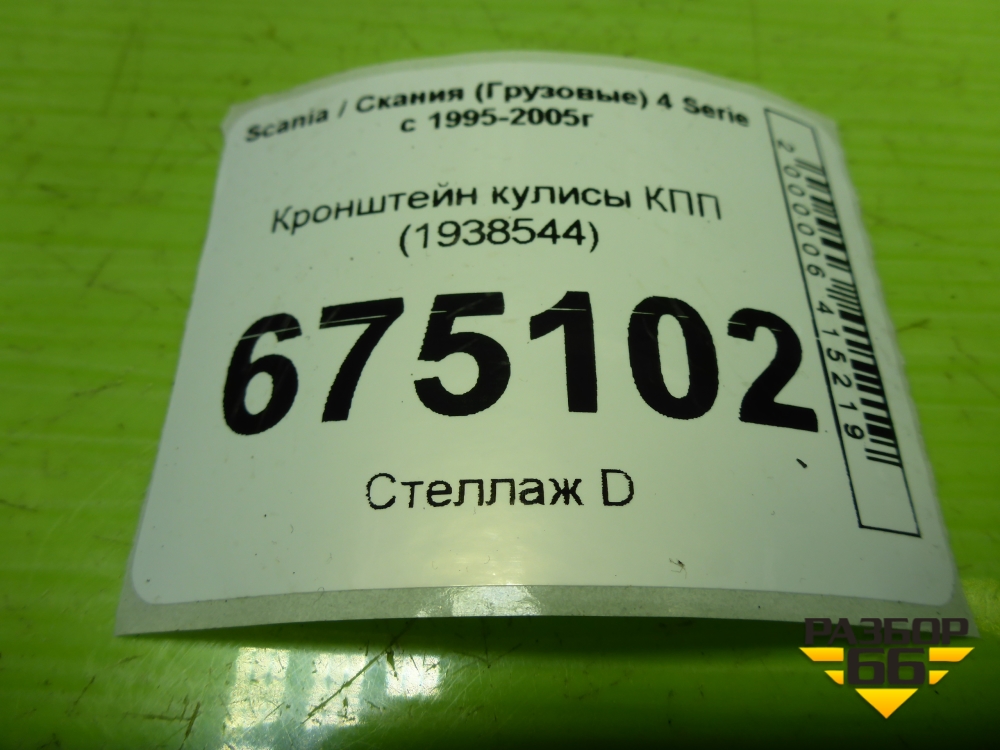 Scania / Скания (Грузовые) 4 Serie
с 1995-2005г
Кронштейн кулисы КПП
(1938544)
675102
Стеллаж D
2000006415219
РАЗБОР
66